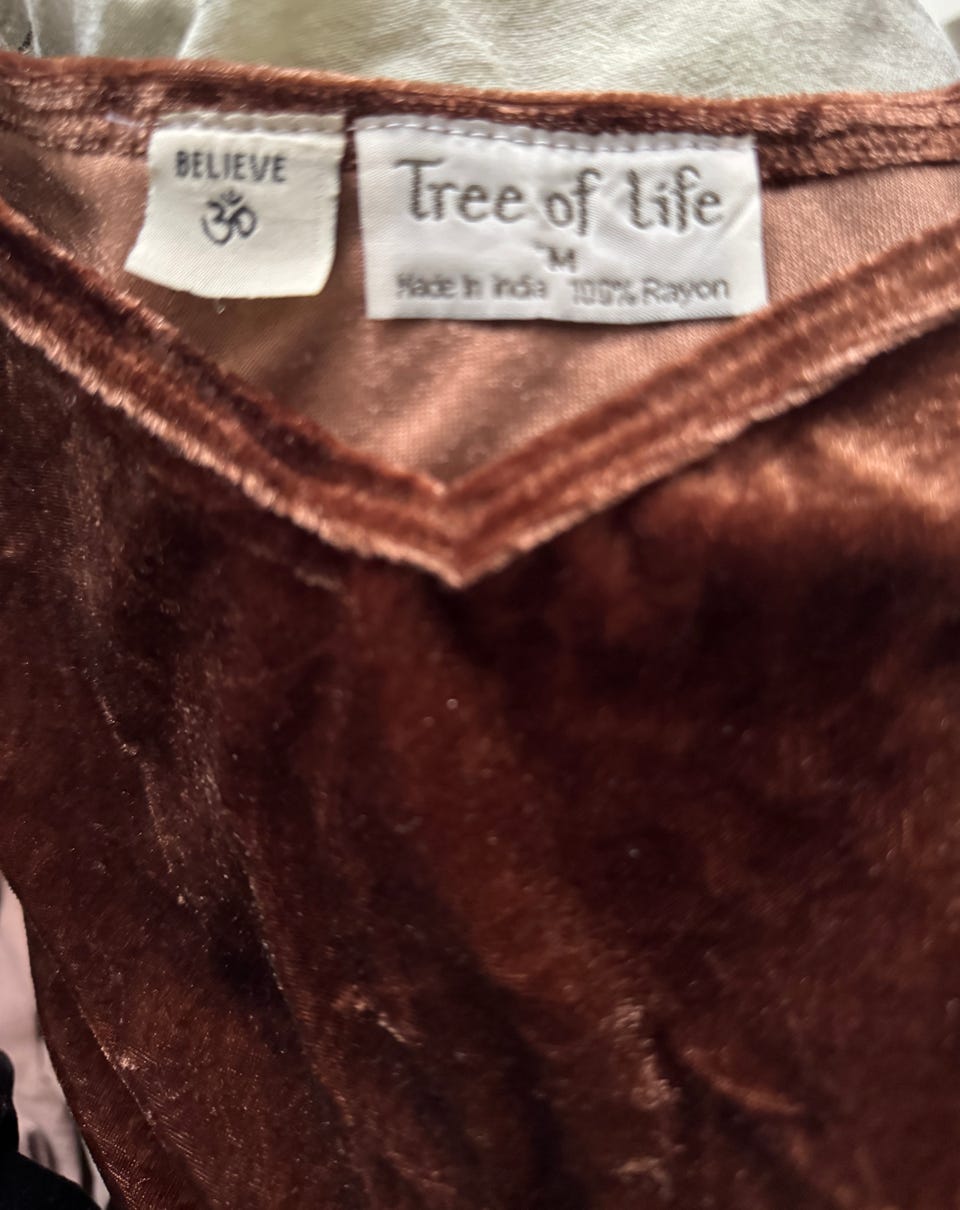 BELIEVE
ॐ
Tree of Life
M
Made In India 100% Rayon